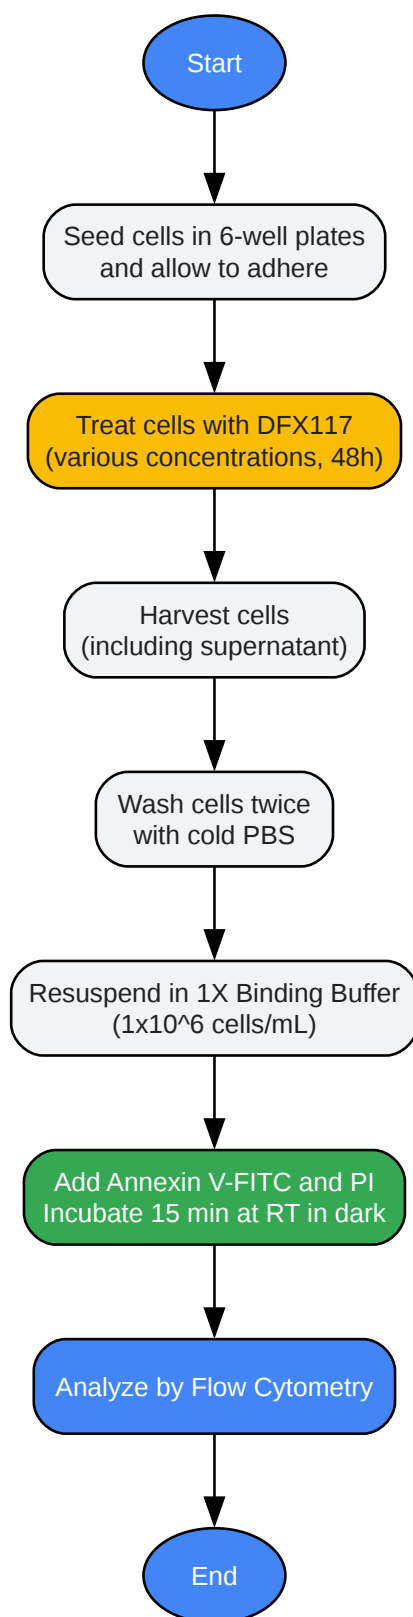 Start
Seed cells in 6-well plates
and allow to adhere
Treat cells with DFX117
(various concentrations, 48h)
Harvest cells
(including supernatant)
Wash cells twice
with cold PBS
Resuspend in 1X Binding Buffer
(1x10^6 cells/mL)
Add Annexin V-FITC and PI
Incubate 15 min at RT in dark
Analyze by Flow Cytometry
End